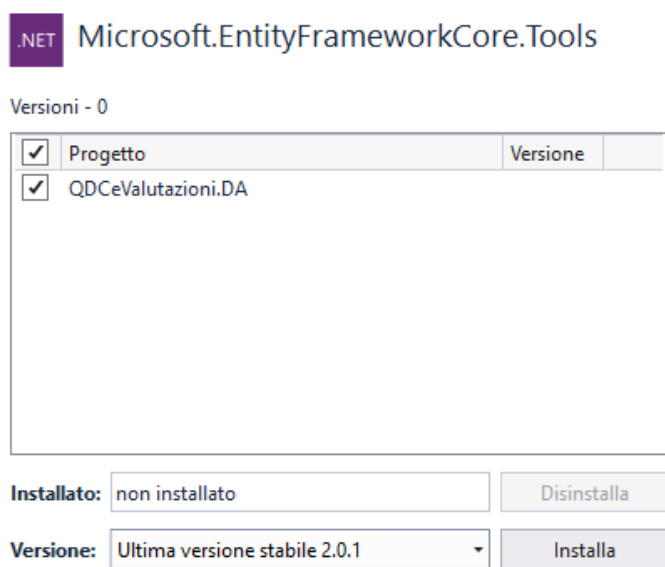 .NET Microsoft.EntityFrameworkCore.Tools
Versioni - 0
Progetto Versione
QDCeValutazioni.DA
Installato: non installato Disinstalla
Versione: Ultima versione stabile 2.0.1 Installa